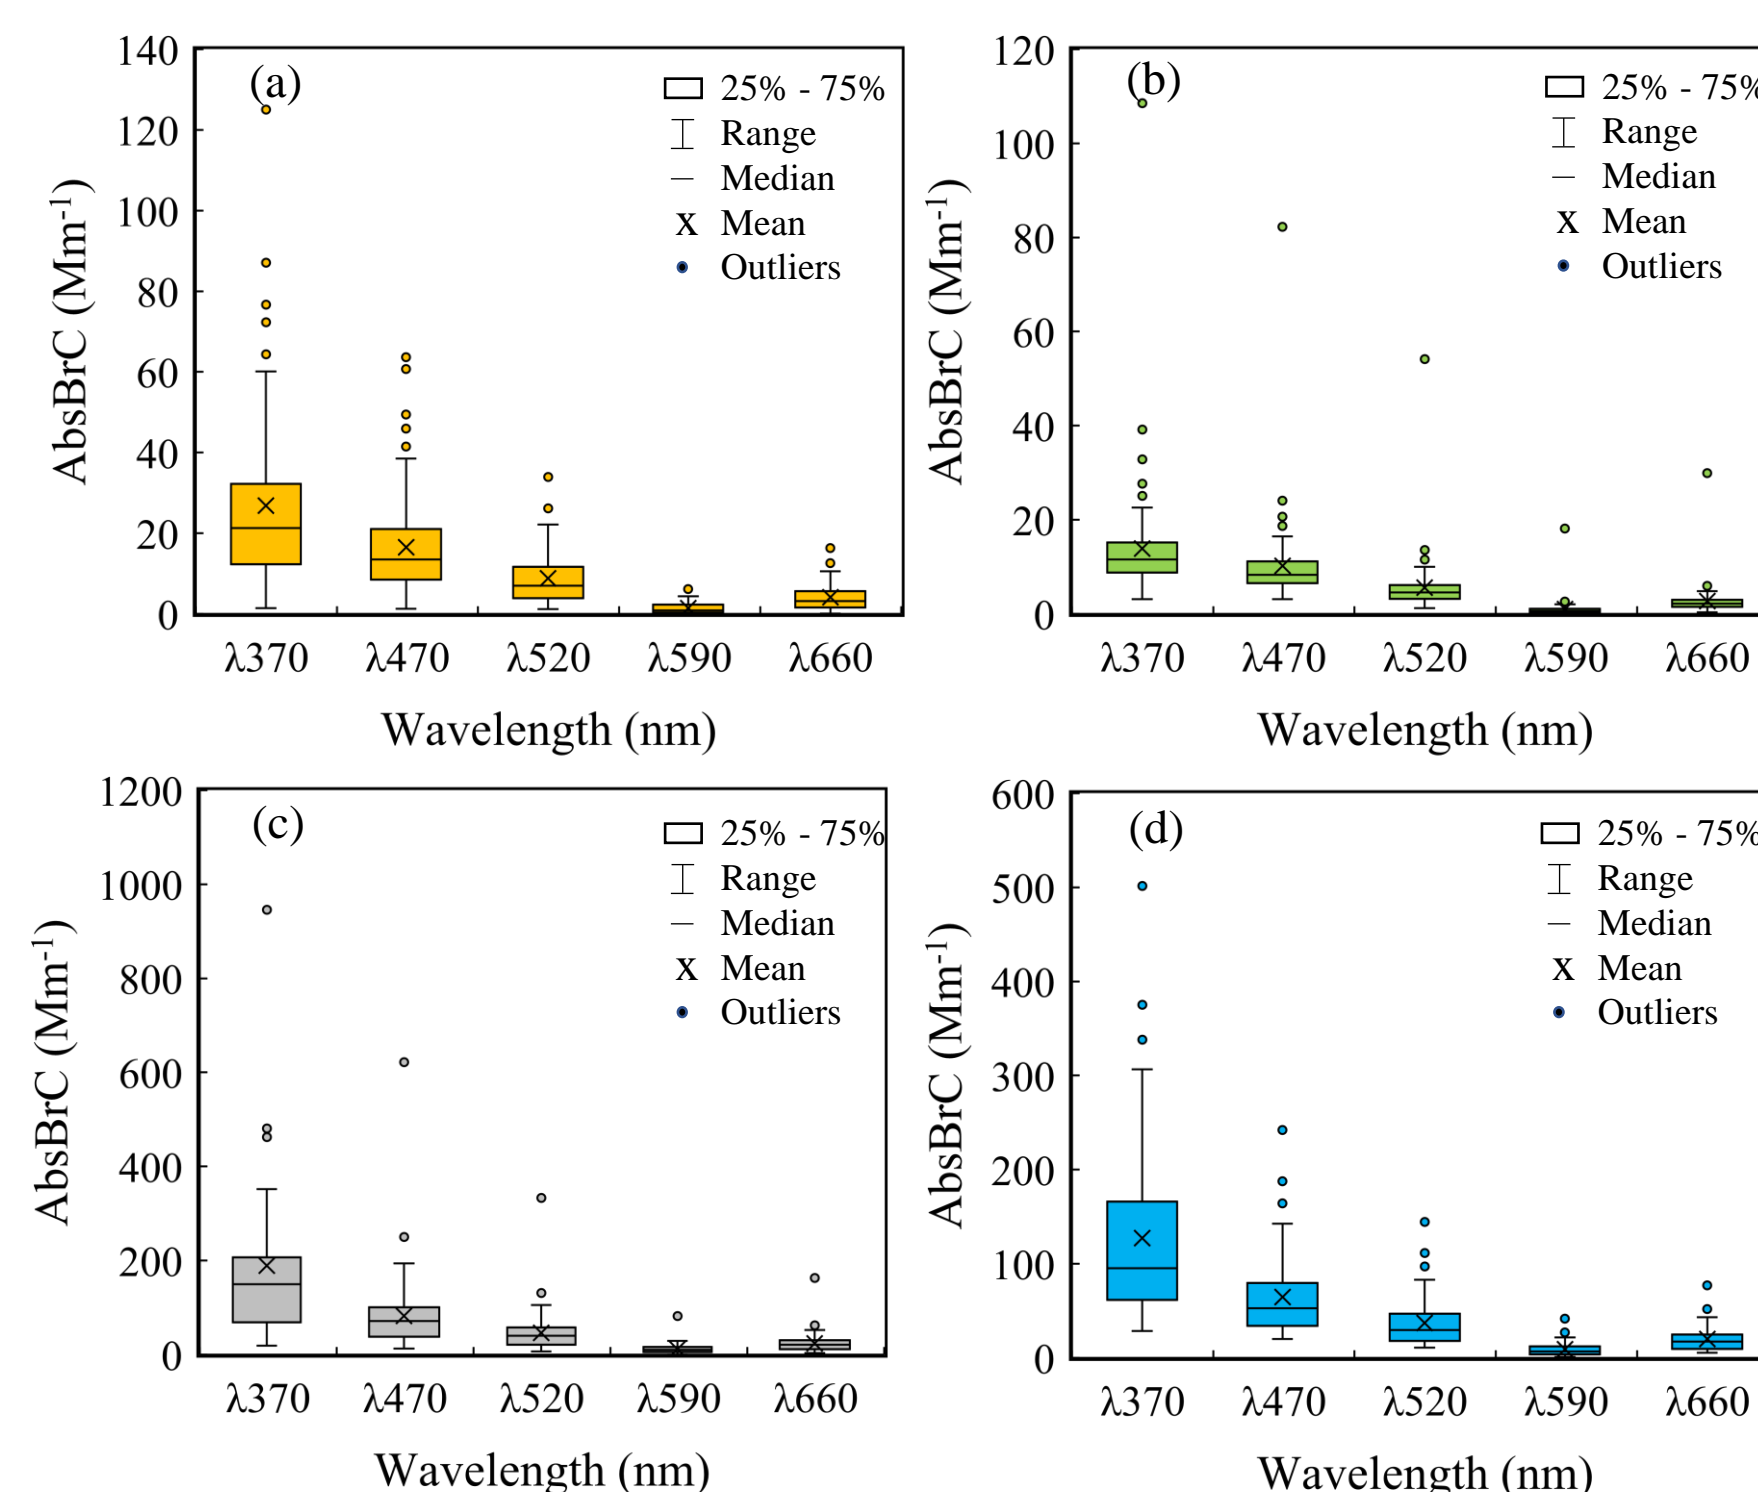 (a)
140
120
100
80
60
40
20
0
AbsBrC (Mm-1)
25% - 75%
Range
Median
x Mean
Outliers
λ370 λ470 λ520 λ590 λ660
Wavelength (nm)
(b)
120
100
80
60
40
20
0
AbsBrC (Mm-1)
25% - 75%
Range
Median
x Mean
Outliers
λ370 λ470 λ520 λ590 λ660
Wavelength (nm)
(c)
1200
1000
800
600
400
200
0
AbsBrC (Mm-1)
25% - 75%
Range
Median
x Mean
Outliers
λ370 λ470 λ520 λ590 λ660
Wavelength (nm)
(d)
600
500
400
300
200
100
0
AbsBrC (Mm-1)
25% - 75%
Range
Median
x Mean
Outliers
λ370 λ470 λ520 λ590 λ660
Wavelength (nm)